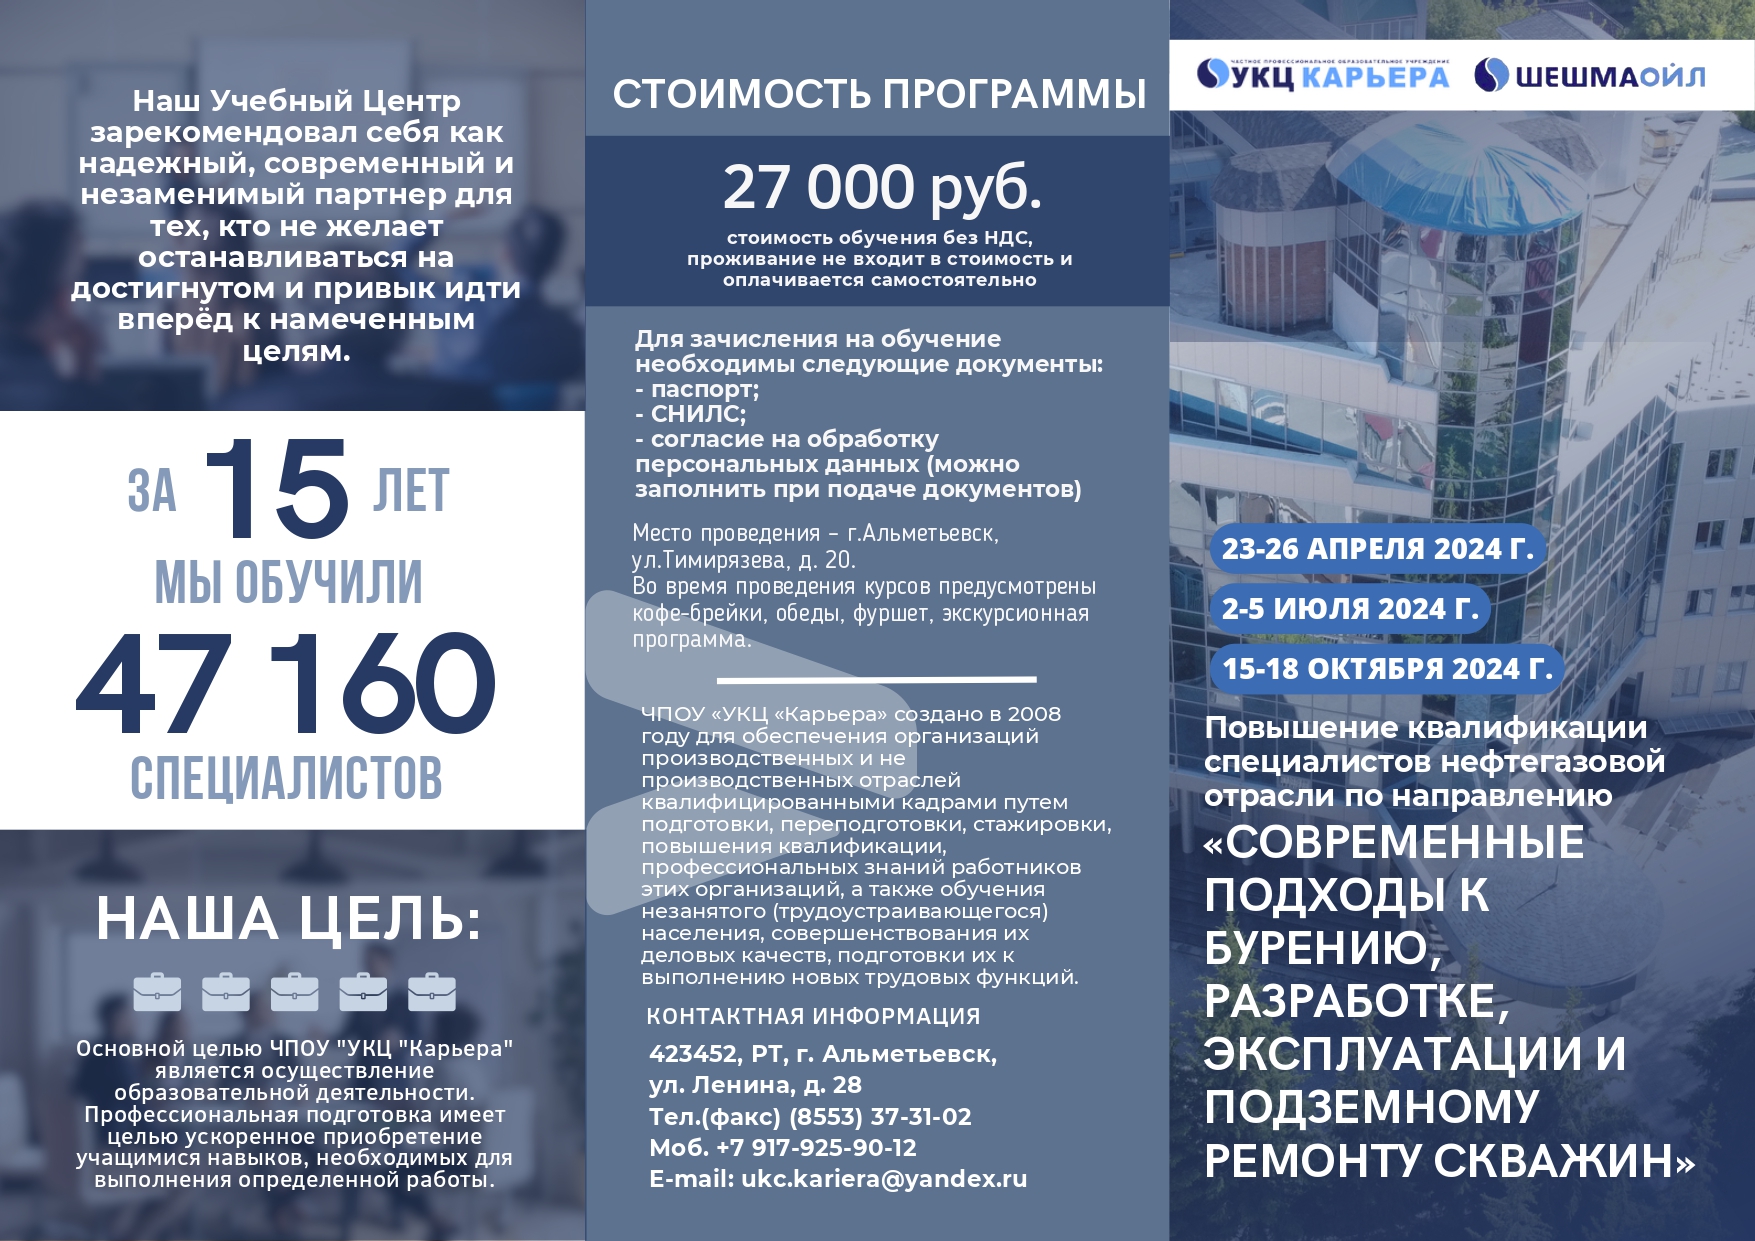 Наш Учебный Центр
зарекомендовал себя как
надежный, современный и
незаменимый партнер для
тех, кто не желает
останавливаться на
достигнутом и привык идти
вперёд к намеченным
целям.
ЗА 15 ЛЕТ
МЫ ОБУЧИЛИ
47 160
СПЕЦИАЛИСТОВ
НАША ЦЕЛЬ:
Основной целью ЧПОУ "УКЦ "Карьера"
является осуществление
образовательной деятельности.
Профессиональная подготовка имеет
целью ускоренное приобретение
учащимися навыков, необходимых для
выполнения определенной работы.
СТОИМОСТЬ ПРОГРАММЫ
27 000 руб.
стоимость обучения без НДС,
проживание не входит в стоимость и
оплачивается самостоятельно
Для зачисления на обучение
необходимы следующие документы:
- паспорт;
- СНИЛС;
- согласие на обработку
персональных данных (можно
заполнить при подаче документов)
Место проведения – г.Альметьевск,
ул.Тимирязева, д. 20.
Во время проведения курсов предусмотрены
кофе-брейки, обеды, фуршет, экскурсионная
программа.
ЧПОУ «УКЦ «Карьера» создано в 2008
году для обеспечения организаций
производственных и не
производственных отраслей
квалифицированными кадрами путем
подготовки, переподготовки, стажировки,
повышения квалификации,
профессиональных знаний работников
этих организаций, а также обучения
незанятого (трудоустраивающегося)
населения, совершенствования их
деловых качеств, подготовки их к
выполнению новых трудовых функций.
КОНТАКТНАЯ ИНФОРМАЦИЯ
423452, РТ, г. Альметьевск,
ул. Ленина, д. 28
Тел.(факс) (8553) 37-31-02
Моб. +7 917-925-90-12
E-mail: ukc.kariera@yandex.ru
ЧАСТНОЕ ПРОФЕССИОНАЛЬНОЕ ОБРАЗОВАТЕЛЬНОЕ УЧРЕЖДЕНИЕ
УКЦ КАРЬЕРА
ШЕШМАОЙЛ
23-26 АПРЕЛЯ 2024 Г.
2-5 ИЮЛЯ 2024 Г.
15-18 ОКТЯБРЯ 2024 Г.
Повышение квалификации
специалистов нефтегазовой
отрасли по направлению
«СОВРЕМЕННЫЕ
ПОДХОДЫ К
БУРЕНИЮ,
РАЗРАБОТКЕ,
ЭКСПЛУАТАЦИИ И
ПОДЗЕМНОМУ
РЕМОНТУ СКВАЖИН»